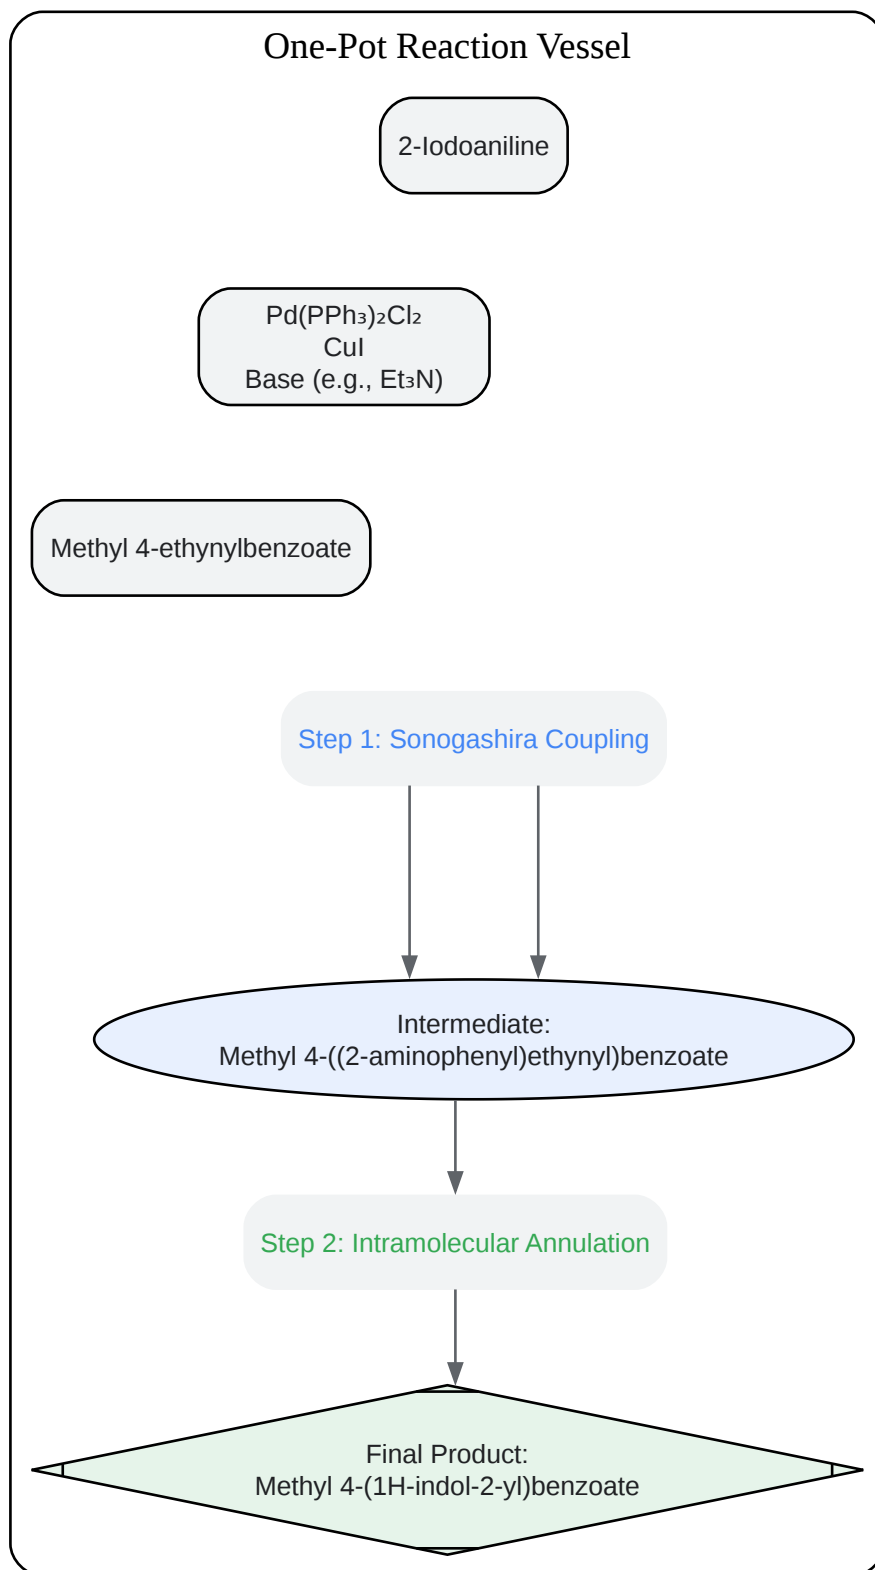 One-Pot Reaction Vessel
2-Iodoaniline
Pd(PPh₃)₂Cl₂
CuI
Base (e.g., Et₃N)
Methyl 4-ethynylbenzoate
Step 1: Sonogashira Coupling
Intermediate:
Methyl 4-((2-aminophenyl)ethynyl)benzoate
Step 2: Intramolecular Annulation
Final Product:
Methyl 4-(1H-indol-2-yl)benzoate